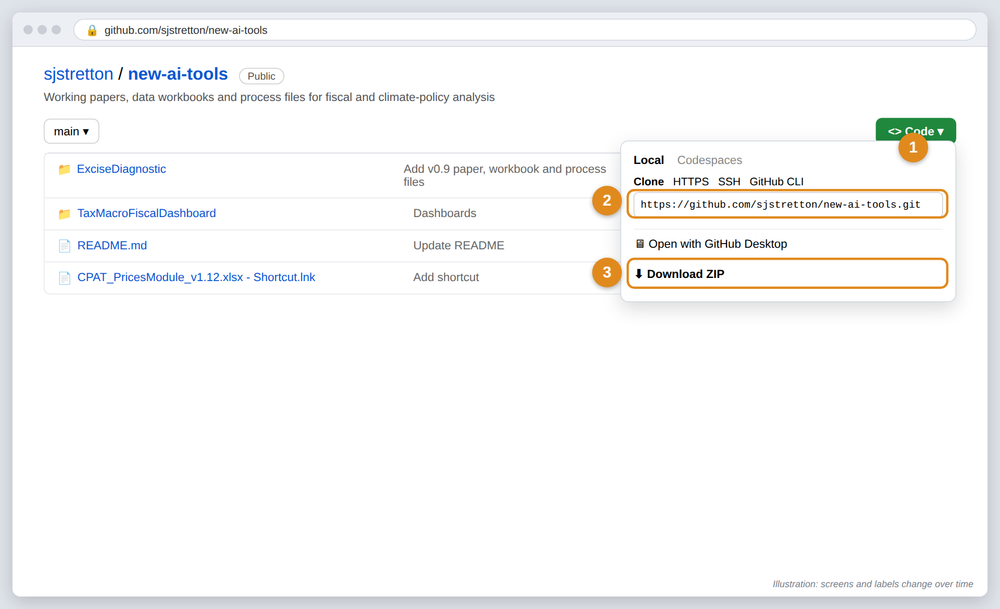 github.com/sjstretton/new-ai-tools
sjstretton / new-ai-tools Public
Working papers, data workbooks and process files for fiscal and climate-policy analysis
main ▾
<> Code ▾
1
Local Codespaces
Clone HTTPS SSH GitHub CLI
2
https://github.com/sjstretton/new-ai-tools.git
Open with GitHub Desktop
3
⬇ Download ZIP
ExciseDiagnostic Add v0.9 paper, workbook and process
files
TaxMacroFiscalDashboard Dashboards
README.md Update README
CPAT_PricesModule_v1.12.xlsx - Shortcut.lnk Add shortcut
Illustration: screens and labels change over time